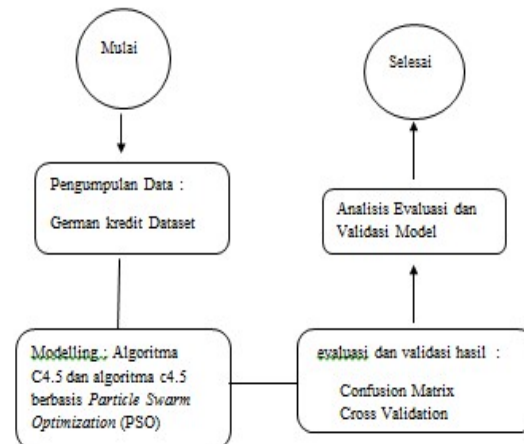 Mulai
Pengumpulan Data :
German kredit Dataset
Modelling : Algoritma
C4.5 dan algoritma c4.5
berbasis Particle Swarm
Optimization (PSO)
evaluasi dan validasi hasil :
Confusion Matrix
Cross Validation
Analisis Evaluasi dan
Validasi Model
Selesai